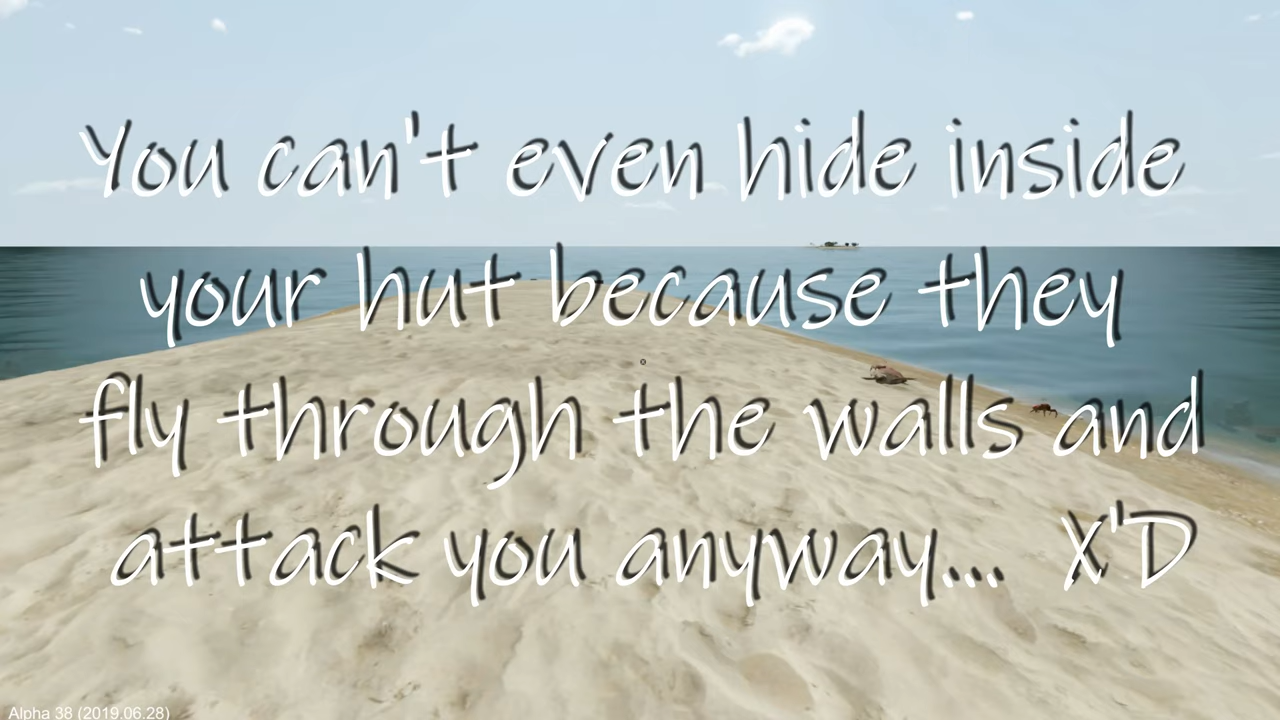 You can't even hide inside
your hut because they
fly through the walls and
attack you anyway... X'D
Alpha 38 (2019.06.28)